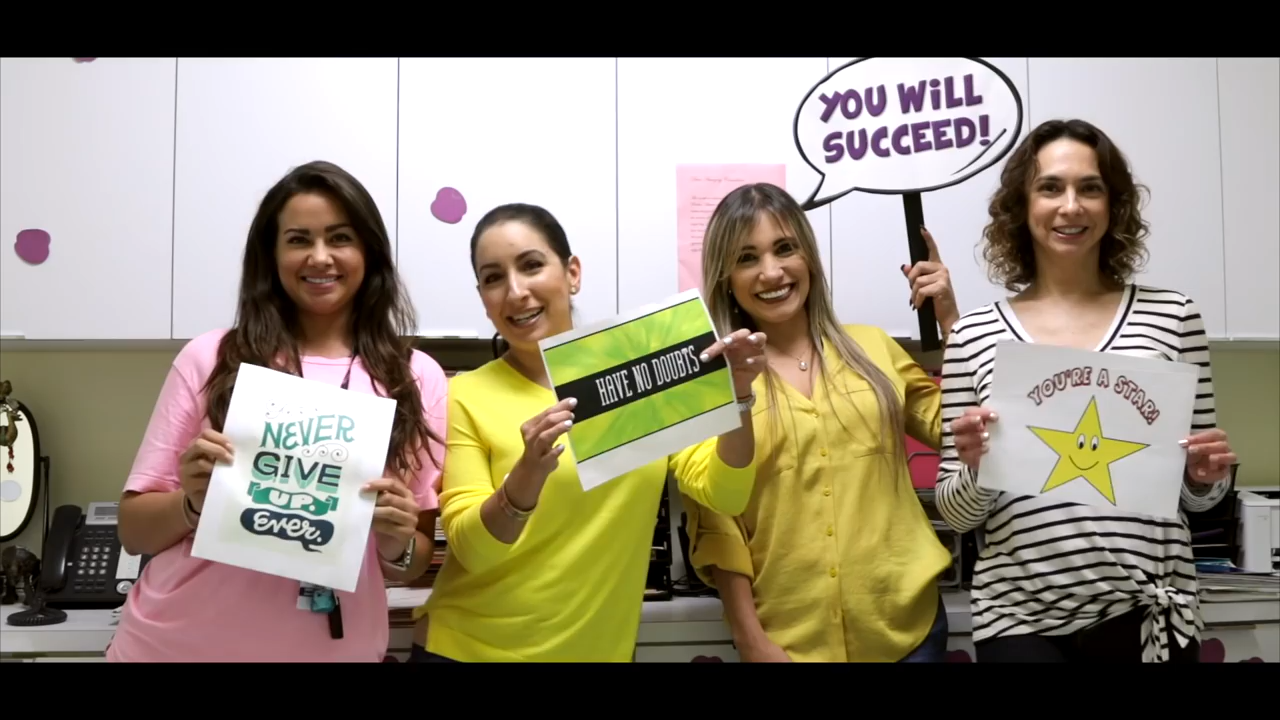 YOU WiLL
SUCCEED!
NEVER
GIVE
UP.
Ever.
HAVE NO DOUBTS
YOU'RE A STAR!